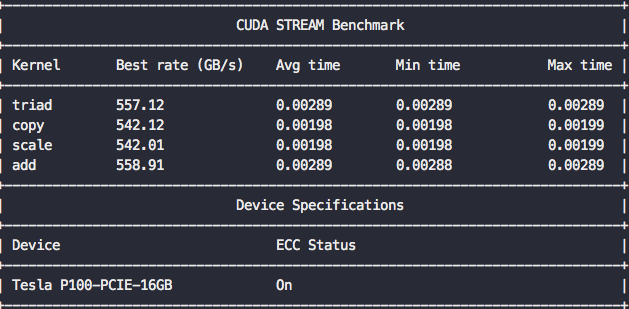 CUDA STREAM Benchmark
Kernel Best rate (GB/s) Avg time Min time Max time
triad 557.12 0.00289 0.00289 0.00289
copy 542.12 0.00198 0.00198 0.00199
scale 542.01 0.00198 0.00198 0.00199
add 558.91 0.00289 0.00288 0.00289
Device Specifications
Device ECC Status
Tesla P100-PCIE-16GB On